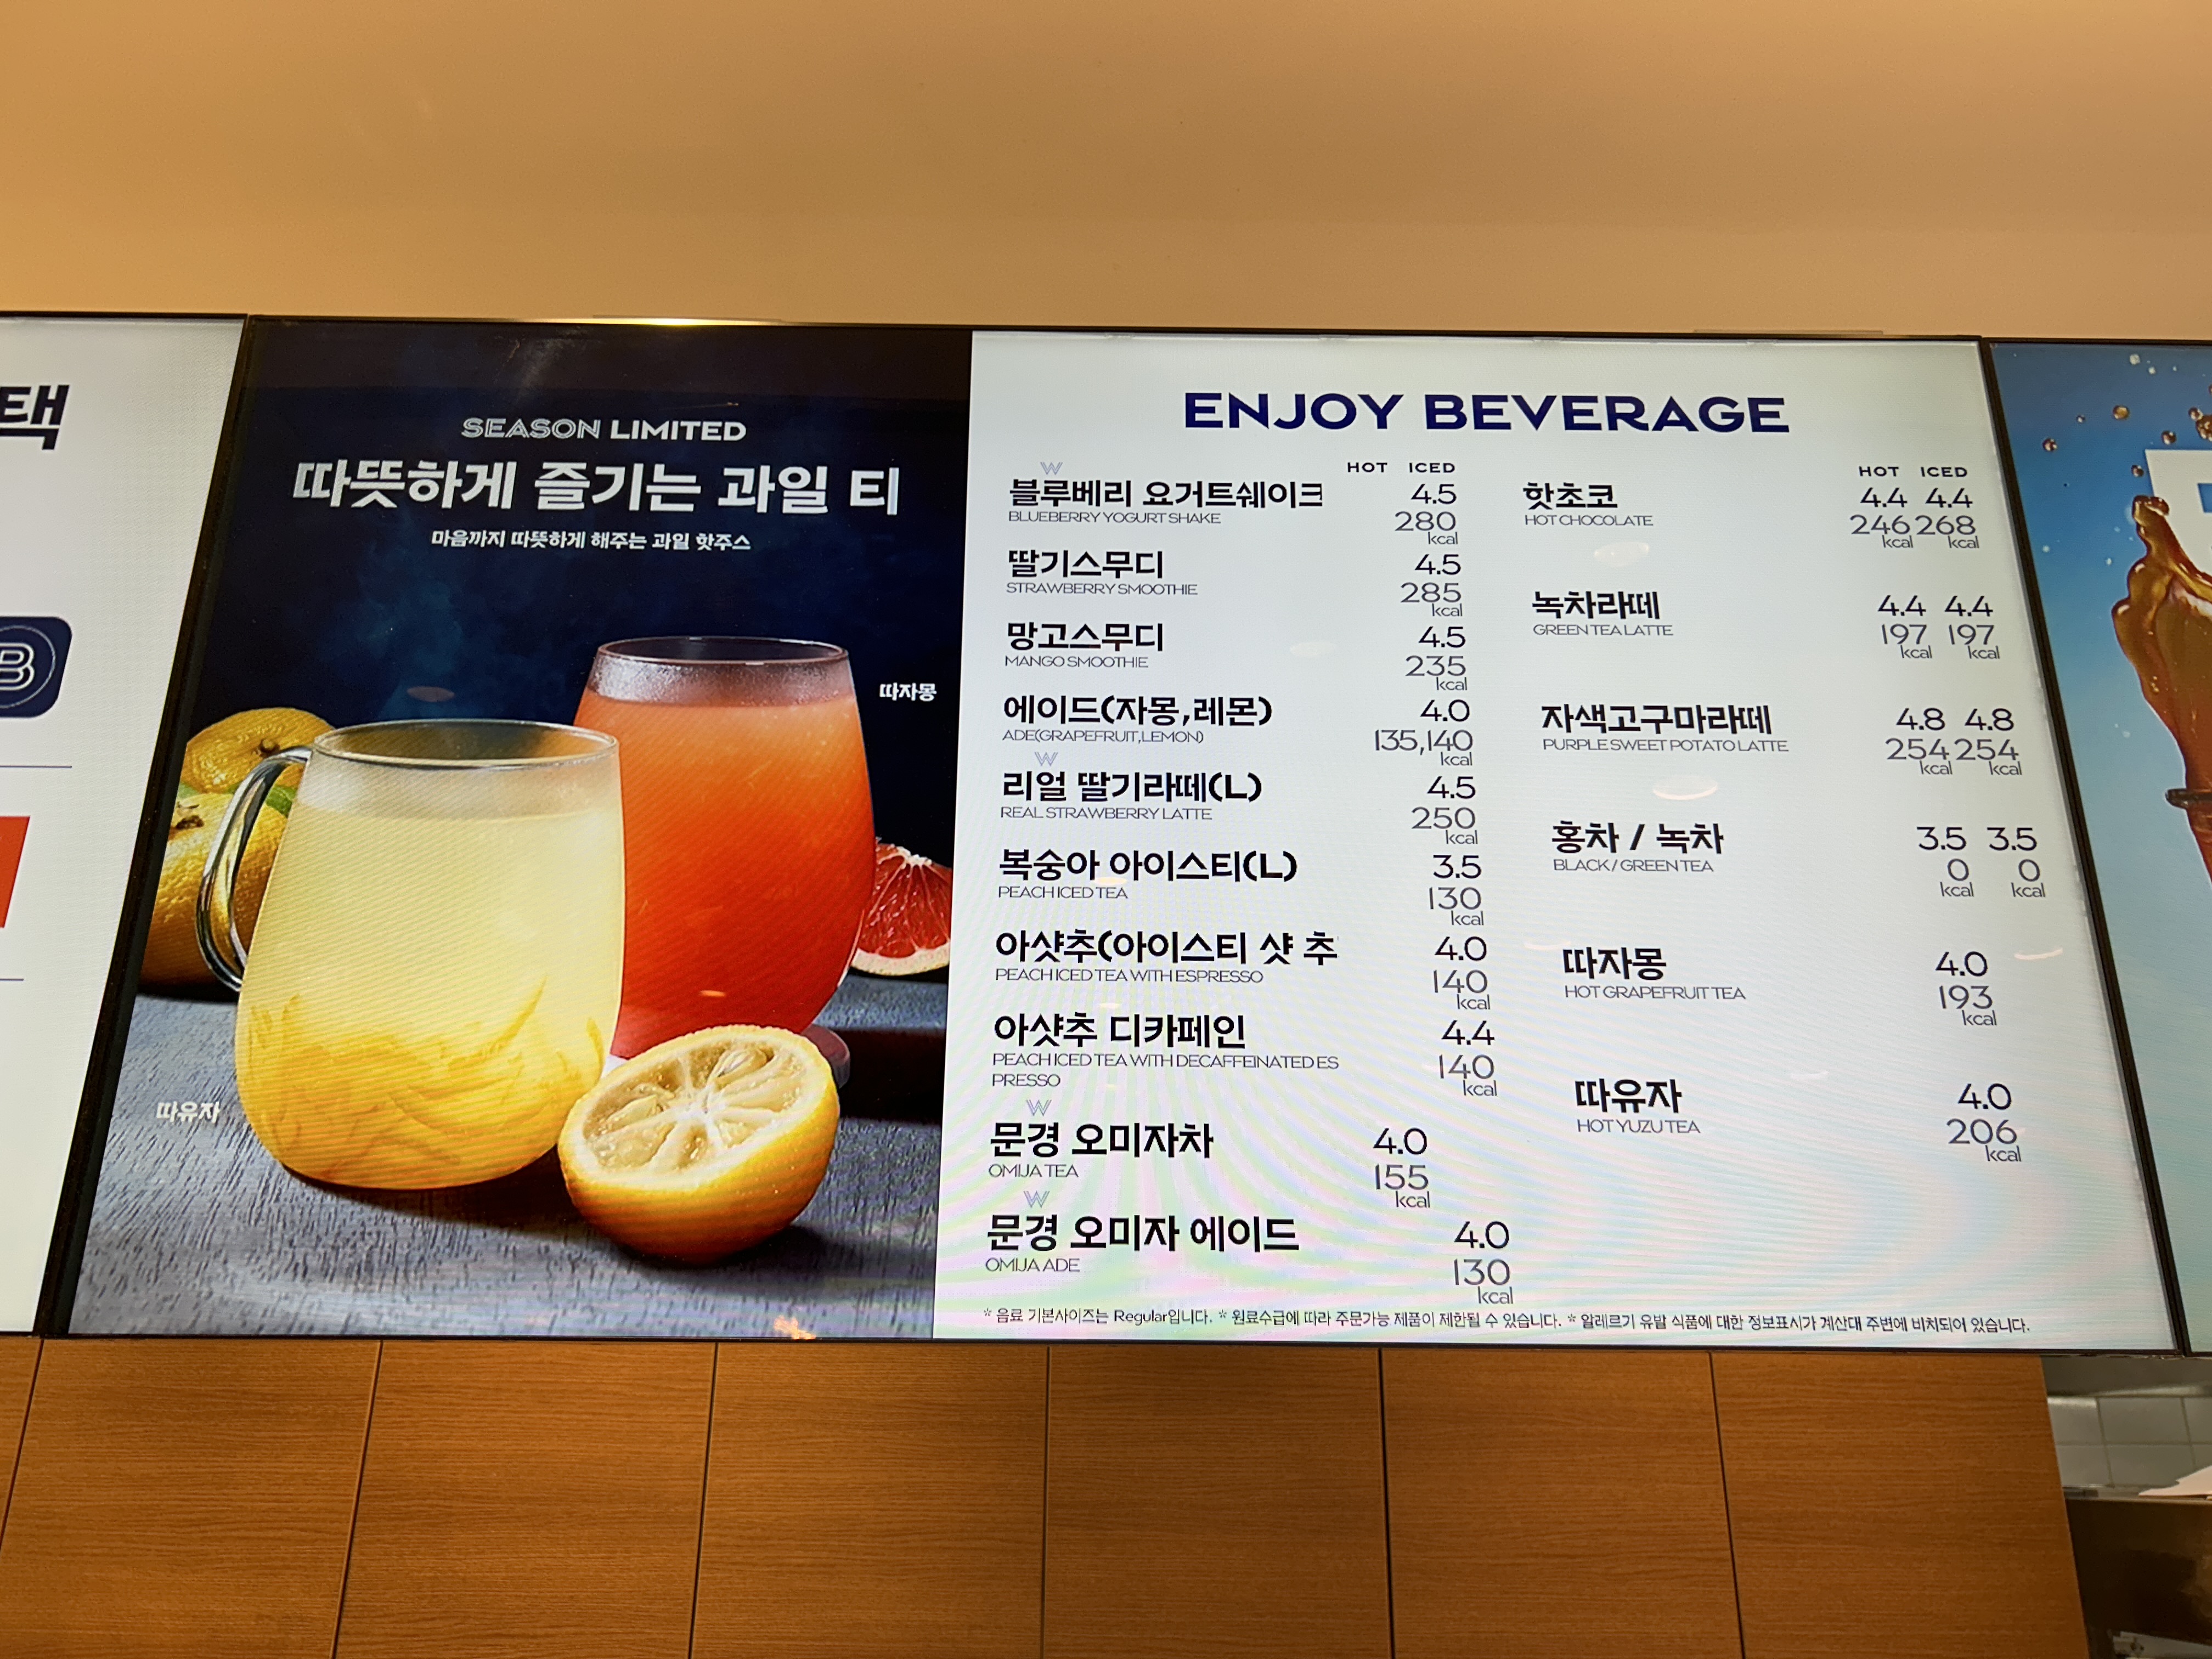 택
B
SEASON LIMITED
따뜻하게 즐기는 과일 티
마음까지 따뜻하게 해주는 과일 핫주스
따자몽
따유자
ENJOY BEVERAGE
HOT ICED
W
블루베리 요거트쉐이크 4.5
BLUEBERRY YOGURT SHAKE 280
kcal
딸기스무디 4.5
STRAWBERRY SMOOTHIE 285
kcal
망고스무디 4.5
MANGO SMOOTHIE 235
kcal
에이드(자몽,레몬) 4.0
ADE(GRAPEFRUIT,LEMON) 135,140
kcal
W
리얼 딸기라떼(L) 4.5
REAL STRAWBERRY LATTE 250
kcal
복숭아 아이스티(L) 3.5
PEACH ICED TEA 130
kcal
아샷추(아이스티 샷 추 4.0
PEACH ICED TEA WITH ESPRESSO 140
kcal
아샷추 디카페인 4.4
PEACH ICED TEA WITH DECAFFEINATED ES 140
PRESSO kcal
W
문경 오미자차 4.0
OMIJA TEA 155
kcal
W
문경 오미자 에이드 4.0
OMIJA ADE 130
kcal
HOT ICED
핫초코 4.4 4.4
HOT CHOCOLATE 246 268
kcal kcal
녹차라떼 4.4 4.4
GREEN TEA LATTE 197 197
kcal kcal
자색고구마라떼 4.8 4.8
PURPLE SWEET POTATO LATTE 254 254
kcal kcal
홍차 / 녹차 3.5 3.5
BLACK / GREEN TEA 0 0
kcal kcal
따자몽 4.0
HOT GRAPEFRUIT TEA 193
kcal
따유자 4.0
HOT YUZU TEA 206
kcal
* 음료 기본사이즈는 Regular입니다. * 원료수급에 따라 주문가능 제품이 제한될 수 있습니다. * 알레르기 유발 식품에 대한 정보표시가 계산대 주변에 비치되어 있습니다.